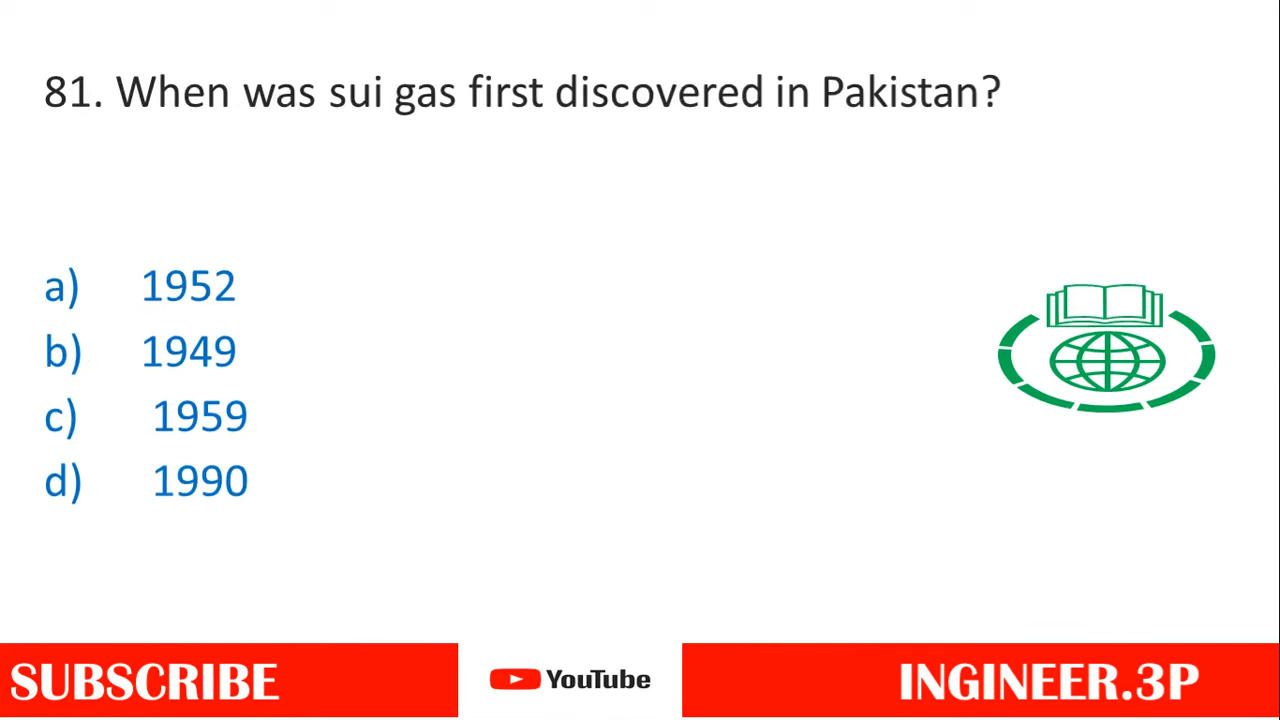 81. When was sui gas first discovered in Pakistan?
a) 1952
b) 1949
c) 1959
d) 1990
SUBSCRIBE YouTube INGINEER.3P